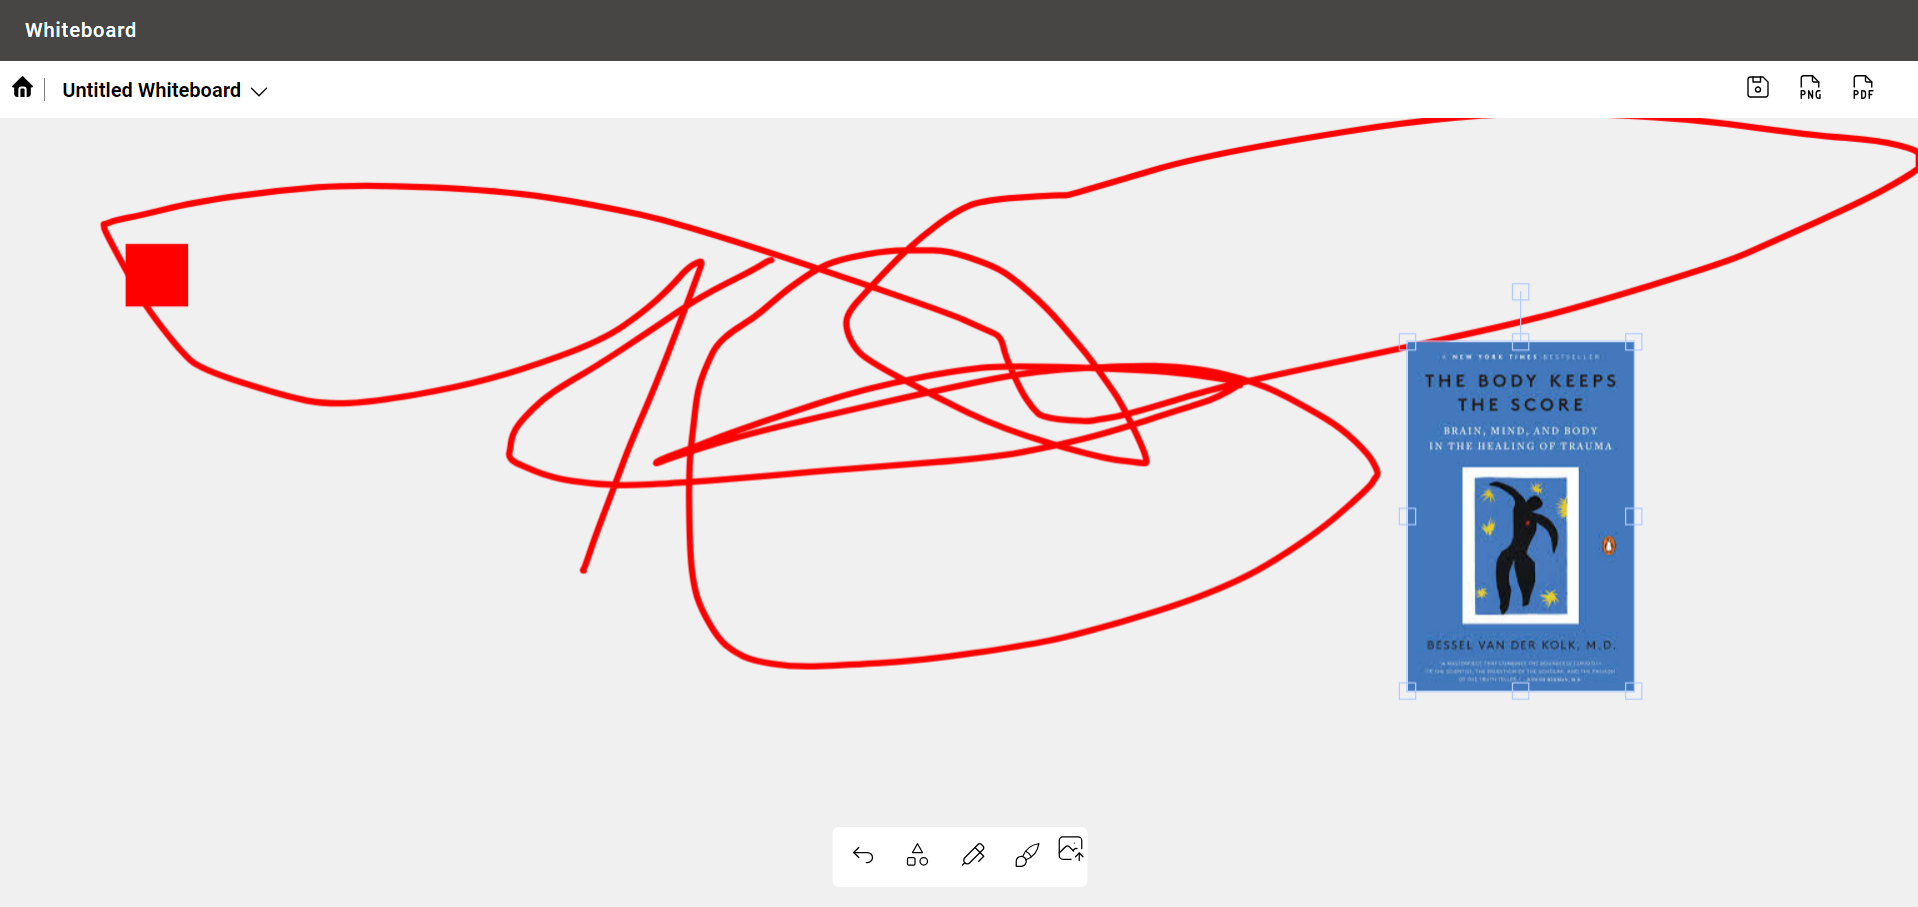 Whiteboard
Untitled Whiteboard
PNG
PDF
NEW YORK TIMES BESTSELLER
THE BODY KEEPS
THE SCORE
BRAIN, MIND, AND BODY
IN THE HEALING OF TRAUMA
BESSEL VAN DER KOLK, M.D.